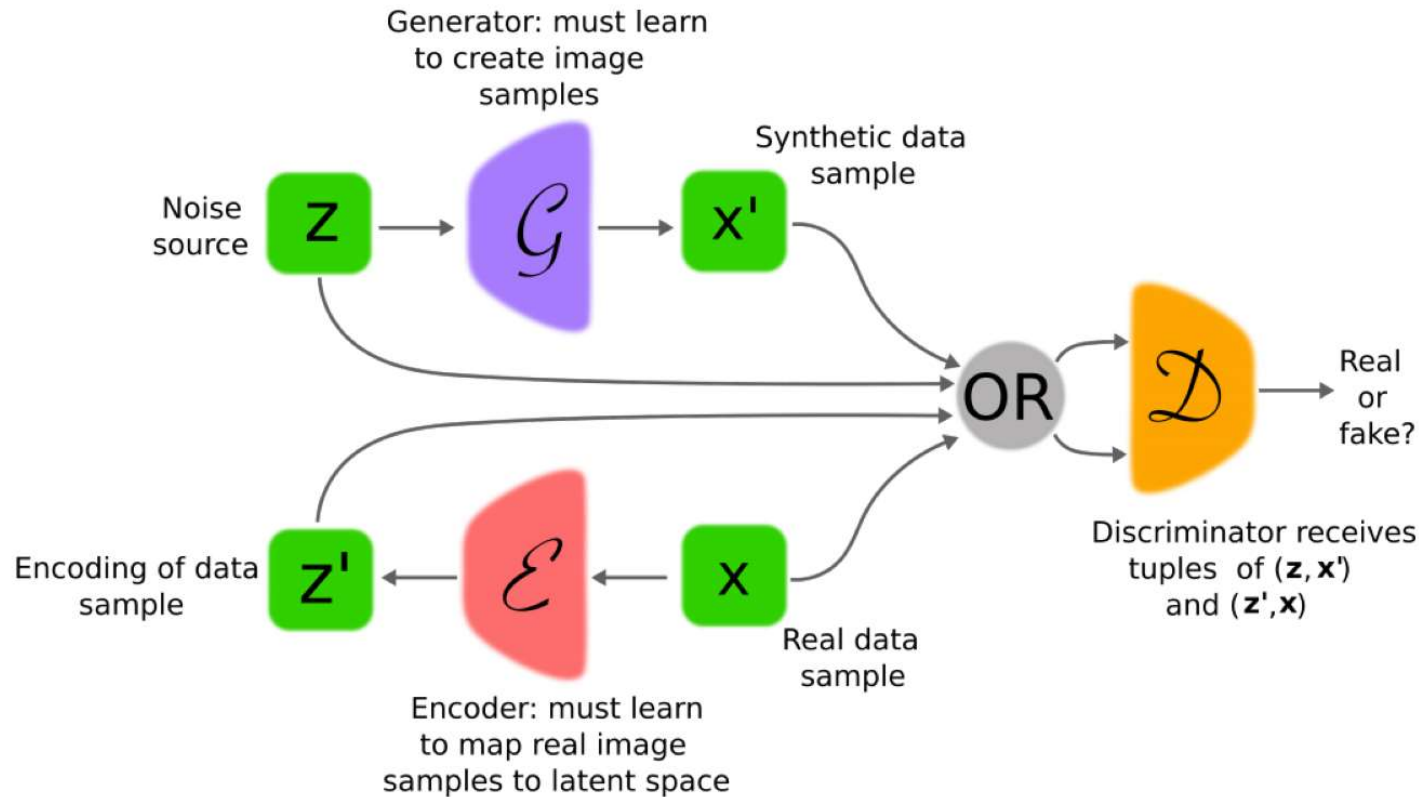 Generator: must learn
to create image
samples
Synthetic data
sample
Noise
source
z
G
x'
OR
D
Real
or
fake?
Encoding of data
sample
z'
E
x
Real data
sample
Discriminator receives
tuples of (z, x')
and (z',x)
Encoder: must learn
to map real image
samples to latent space